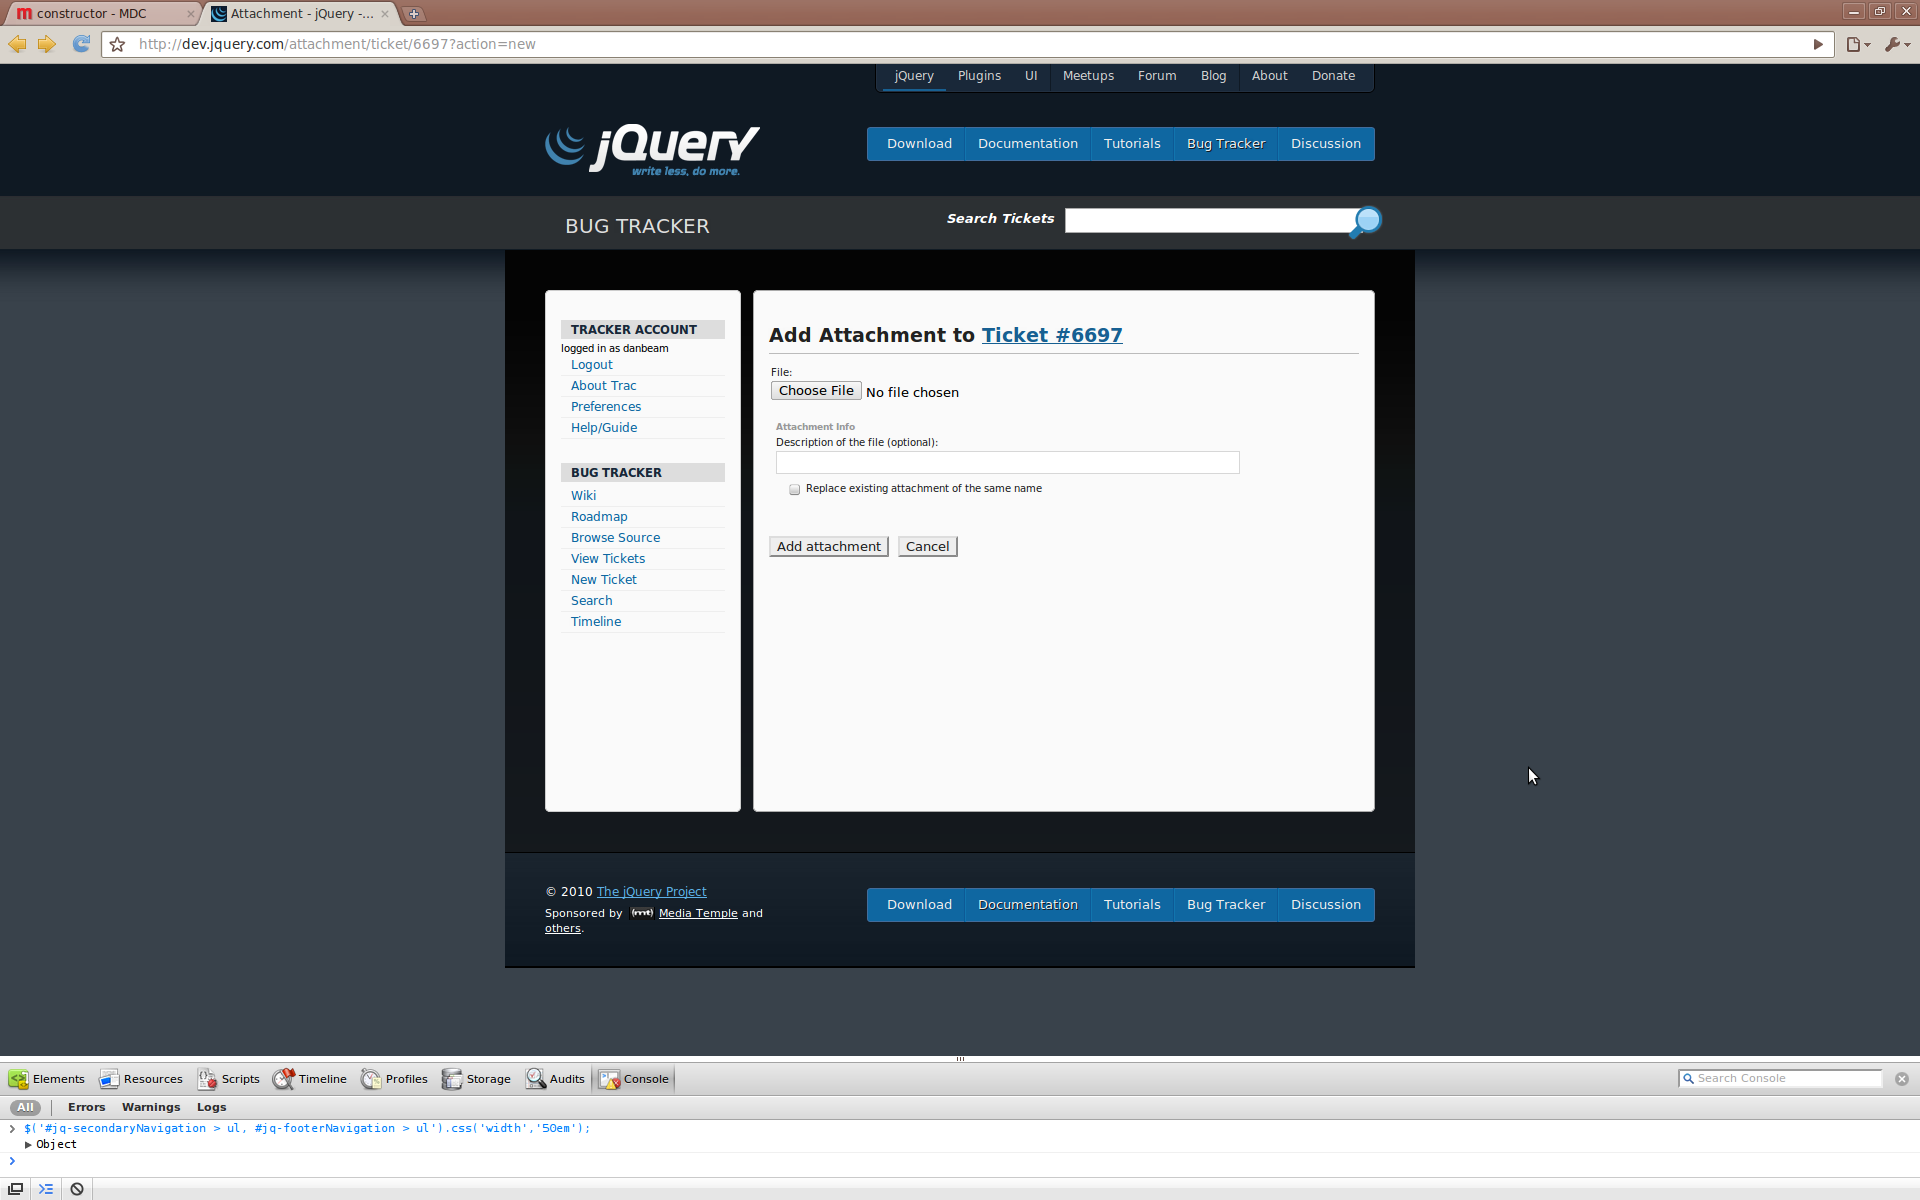 constructor - MDC
Attachment - jQuery -...
http://dev.jquery.com/attachment/ticket/6697?action=new
jQuery Plugins UI Meetups Forum Blog About Donate
jQuery
write less, do more.
Download Documentation Tutorials Bug Tracker Discussion
BUG TRACKER
Search Tickets
TRACKER ACCOUNT
logged in as danbeam
Logout
About Trac
Preferences
Help/Guide
BUG TRACKER
Wiki
Roadmap
Browse Source
View Tickets
New Ticket
Search
Timeline
Add Attachment to Ticket #6697
File:
Choose File No file chosen
Attachment Info
Description of the file (optional):
Replace existing attachment of the same name
Add attachment Cancel
© 2010 The jQuery Project
Sponsored by (mt) Media Temple and
others.
Download Documentation Tutorials Bug Tracker Discussion
Elements Resources Scripts Timeline Profiles Storage Audits Console
Search Console
All Errors Warnings Logs
$('#jq-secondaryNavigation > ul, #jq-footerNavigation > ul').css('width','50em');
Object